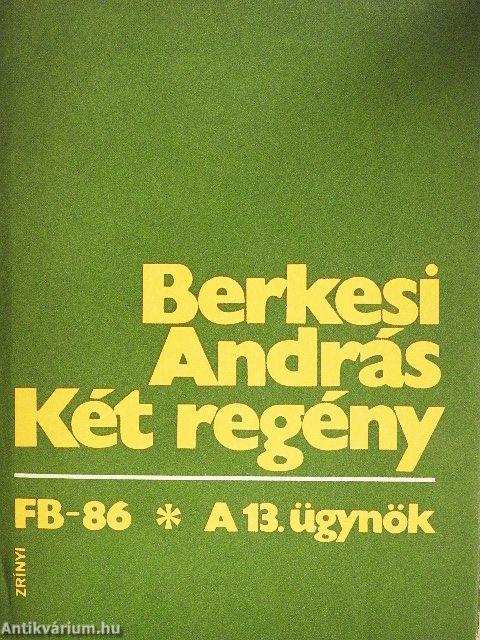 Berkesi
András
Két regény
FB-86 * A 13. ügynök
ZRÍNYI
Antikvárium.hu